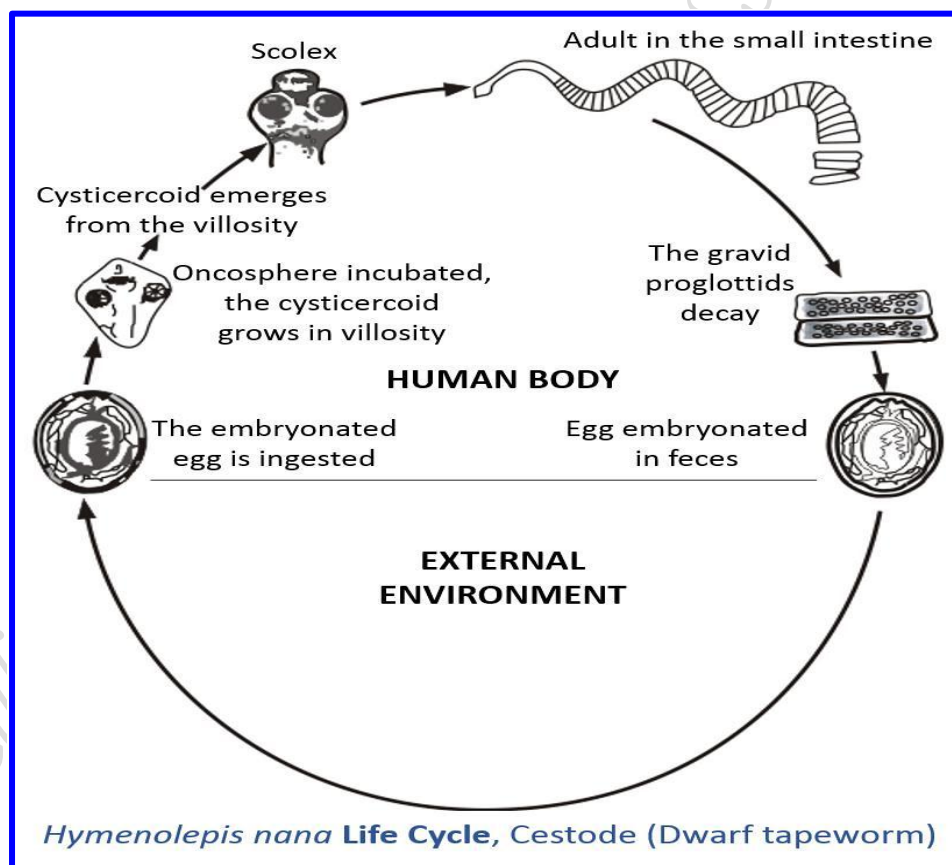 Scolex
Adult in the small intestine
Cysticercoid emerges
from the villosity
Oncosphere incubated,
the cysticercoid
grows in villosity
The gravid
proglottids
decay
HUMAN BODY
The embryonated
egg is ingested
Egg embryonated
in feces
EXTERNAL
ENVIRONMENT
Hymenolepis nana Life Cycle, Cestode (Dwarf tapeworm)